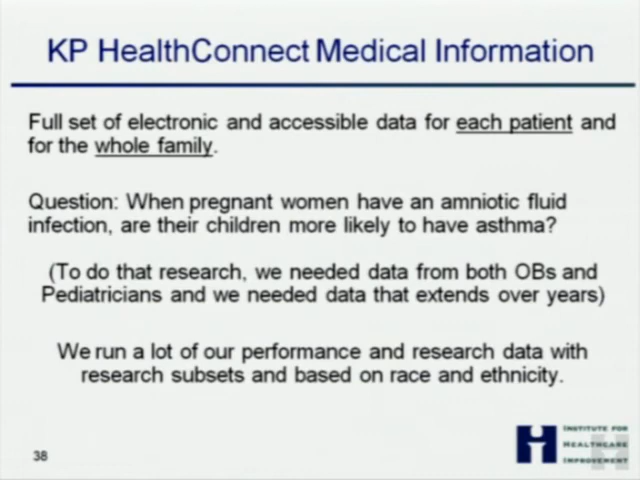 KP HealthConnect Medical Information
Full set of electronic and accessible data for each patient and
for the whole family.
Question: When pregnant women have an amniotic fluid
infection, are their children more likely to have asthma?
(To do that research, we needed data from both OBs and
Pediatricians and we needed data that extends over years)
We run a lot of our performance and research data with
research subsets and based on race and ethnicity.
38
INSTITUTE FOR
HEALTHCARE
IMPROVEMENT